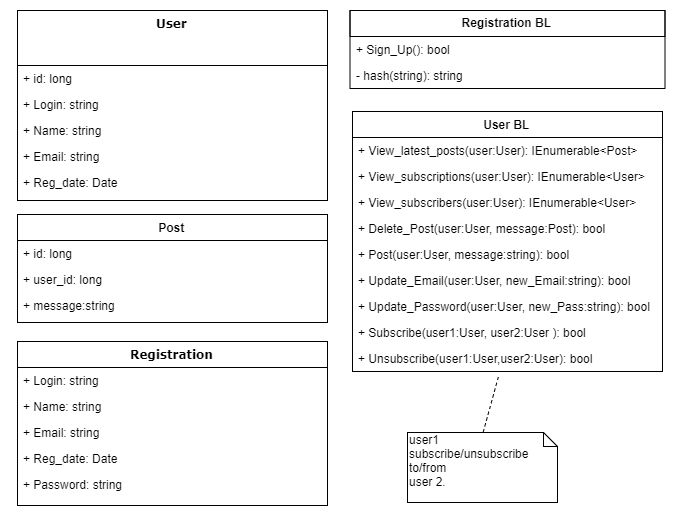 User
+ id: long
+ Login: string
+ Name: string
+ Email: string
+ Reg_date: Date
Post
+ id: long
+ user_id: long
+ message:string
Registration
+ Login: string
+ Name: string
+ Email: string
+ Reg_date: Date
+ Password: string
Registration BL
+ Sign_Up(): bool
- hash(string): string
User BL
+ View_latest_posts(user:User): IEnumerable<Post>
+ View_subscriptions(user:User): IEnumerable<User>
+ View_subscribers(user:User): IEnumerable<User>
+ Delete_Post(user:User, message:Post): bool
+ Post(user:User, message:string): bool
+ Update_Email(user:User, new_Email:string): bool
+ Update_Password(user:User, new_Pass:string): bool
+ Subscribe(user1:User, user2:User ): bool
+ Unsubscribe(user1:User,user2:User): bool
user1
subscribe/unsubscribe
to/from
user 2.